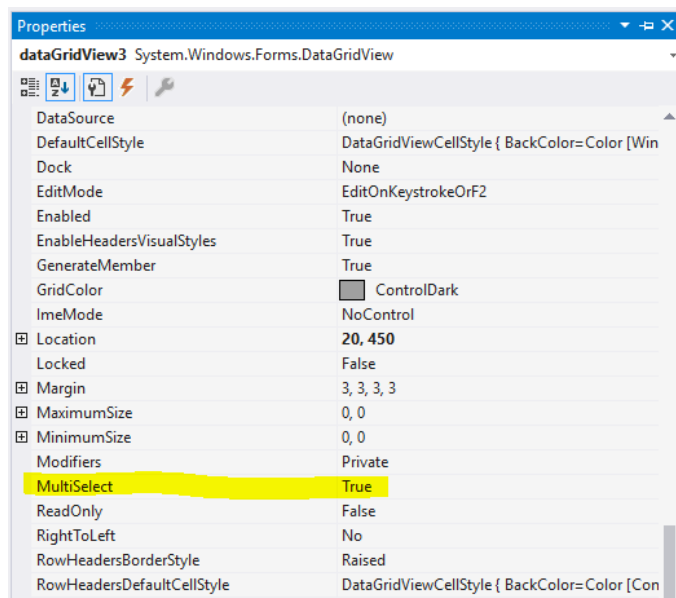 Properties
dataGridView3 System.Windows.Forms.DataGridView
DataSource (none)
DefaultCellStyle DataGridViewCellStyle { BackColor=Color [Win
Dock None
EditMode EditOnKeystrokeOrF2
Enabled True
EnableHeadersVisualStyles True
GenerateMember True
GridColor ControlDark
ImeMode NoControl
Location 20, 450
Locked False
Margin 3, 3, 3, 3
MaximumSize 0, 0
MinimumSize 0, 0
Modifiers Private
MultiSelect True
ReadOnly False
RightToLeft No
RowHeadersBorderStyle Raised
RowHeadersDefaultCellStyle DataGridViewCellStyle { BackColor=Color [Con